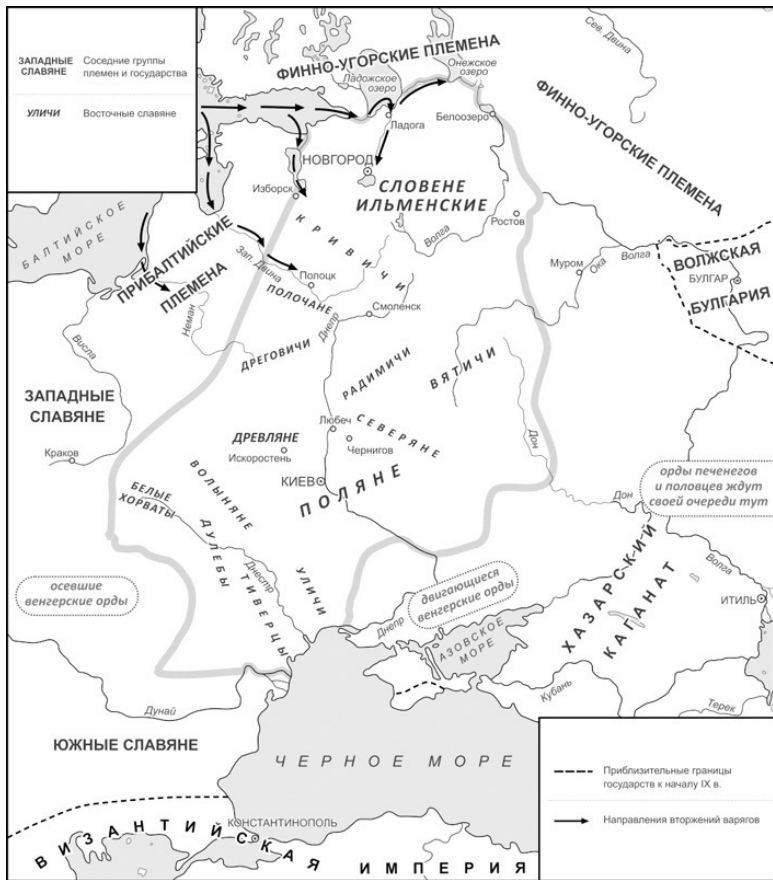 ЗАПАДНЫЕ СЛАВЯНЕ
Соседние группы племен и государства
УЛИЧИ
Восточные славяне
ФИННО-УГОРСКИЕ ПЛЕМЕНА
Сев. Двина
Ладожское озеро
Онежское озеро
ФИННО-УГОРСКИЕ ПЛЕМЕНА
Ладога
Белоозеро
НОВГОРОД
СЛОВЕНЕ ИЛЬМЕНСКИЕ
Изборск
Ростов
БАЛТИЙСКОЕ МОРЕ
КРИВИЧИ
Волга
ПРИБАЛТИЙСКИЕ ПЛЕМЕНА
Зап. Двина
Полоцк
ПОЛОЧАНЕ
Муром
Ока
Волга
ВОЛЖСКАЯ БУЛГАРИЯ
БУЛГАР
Смоленск
Днепр
Неман
Висла
ДРЕГОВИЧИ
РАДИМИЧИ
ВЯТИЧИ
ЗАПАДНЫЕ СЛАВЯНЕ
Краков
ДРЕВЛЯНЕ
Искоростень
Любеч
Чернигов
СЕВЕРЯНЕ
Дон
КИЕВ
ПОЛЯНЕ
орды печенегов
и половцев ждут
своей очереди тут
Дон
Волга
БЕЛЫЕ ХОРВАТЫ
ВОЛЫНЯНЕ
ДУЛЕБЫ
Днестр
ТИВЕРЦЫ
УЛИЧИ
осевшие
венгерские орды
двигающиеся
венгерские орды
Днепр
АЗОВСКОЕ МОРЕ
ХАЗАРСКИЙ КАГАНАТ
ИТИЛЬ
Кубань
Терек
Дунай
ЮЖНЫЕ СЛАВЯНЕ
ЧЕРНОЕ МОРЕ
КОНСТАНТИНОПОЛЬ
ВИЗАНТИЙСКАЯ ИМПЕРИЯ
Приблизительные границы
государств к началу IX в.
Направления вторжений варягов